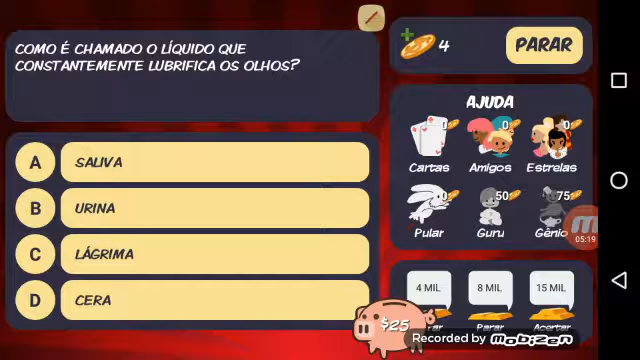 COMO É CHAMADO O LÍQUIDO QUE
CONSTANTEMENTE LUBRIFICA OS OLHOS?
4
PARAR
A SALIVA
B URINA
C LÁGRIMA
D CERA
AJUDA
0 0 0
Cartas Amigos Estrelas
0 50 75
Pular Guru Gênio
05:19
4 MIL 8 MIL 15 MIL
Parar Acertar
$25
Recorded by mobizen